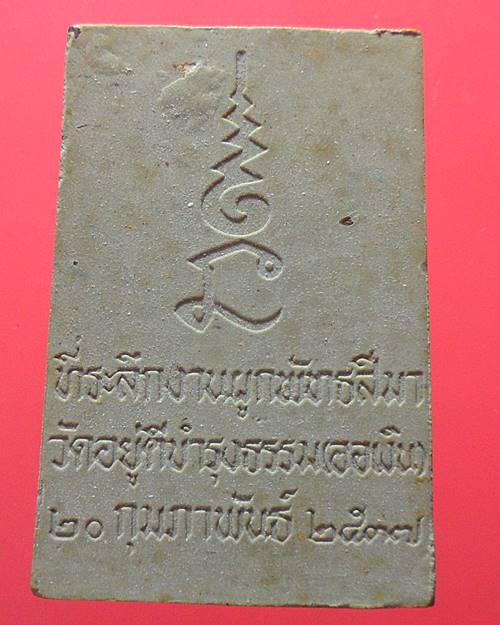 ที่ระลึกงานผูกพัทธสีมา
วัดอยู่ดีบำรุงธรรม(ออเงิน)
๒๐ กุมภาพันธ์ ๒๕๓๗